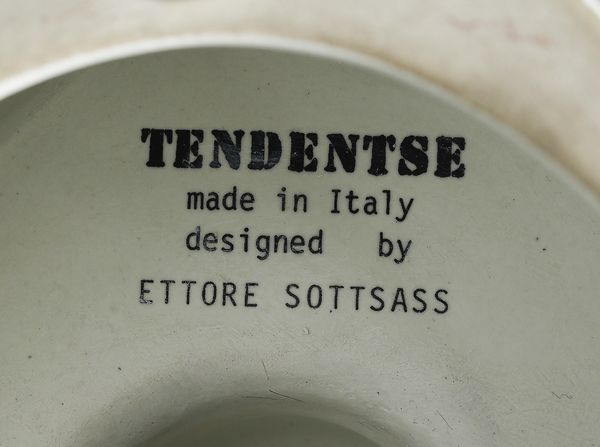 TENDENTSE
made in Italy
designed by
ETTORE SOTTSASS